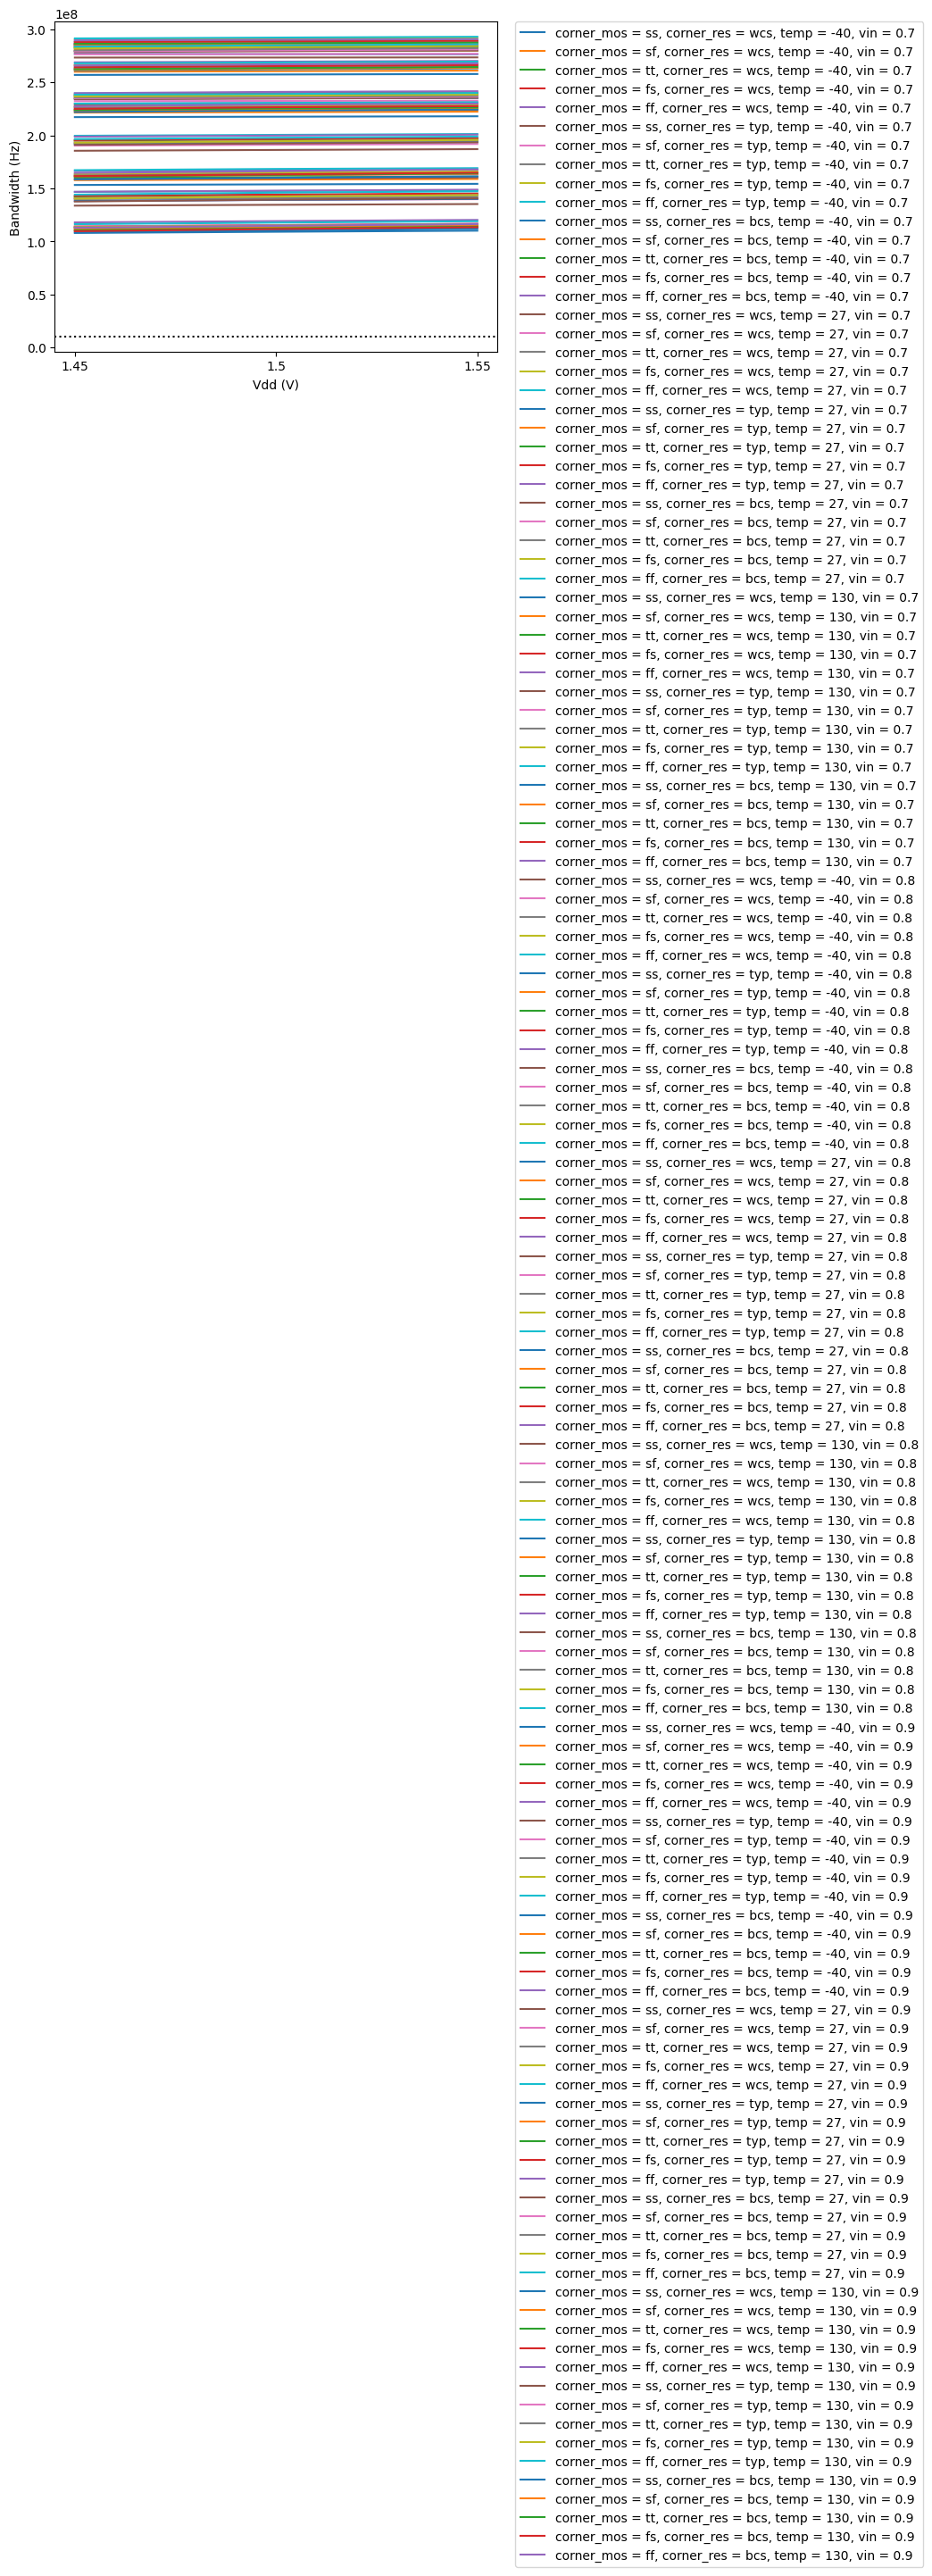 1e8
3.0
2.5
2.0
1.5
1.0
0.5
0.0
Bandwidth (Hz)
1.45
1.5
1.55
Vdd (V)
corner_mos = ss, corner_res = wcs, temp = -40, vin = 0.7
corner_mos = sf, corner_res = wcs, temp = -40, vin = 0.7
corner_mos = tt, corner_res = wcs, temp = -40, vin = 0.7
corner_mos = fs, corner_res = wcs, temp = -40, vin = 0.7
corner_mos = ff, corner_res = wcs, temp = -40, vin = 0.7
corner_mos = ss, corner_res = typ, temp = -40, vin = 0.7
corner_mos = sf, corner_res = typ, temp = -40, vin = 0.7
corner_mos = tt, corner_res = typ, temp = -40, vin = 0.7
corner_mos = fs, corner_res = typ, temp = -40, vin = 0.7
corner_mos = ff, corner_res = typ, temp = -40, vin = 0.7
corner_mos = ss, corner_res = bcs, temp = -40, vin = 0.7
corner_mos = sf, corner_res = bcs, temp = -40, vin = 0.7
corner_mos = tt, corner_res = bcs, temp = -40, vin = 0.7
corner_mos = fs, corner_res = bcs, temp = -40, vin = 0.7
corner_mos = ff, corner_res = bcs, temp = -40, vin = 0.7
corner_mos = ss, corner_res = wcs, temp = 27, vin = 0.7
corner_mos = sf, corner_res = wcs, temp = 27, vin = 0.7
corner_mos = tt, corner_res = wcs, temp = 27, vin = 0.7
corner_mos = fs, corner_res = wcs, temp = 27, vin = 0.7
corner_mos = ff, corner_res = wcs, temp = 27, vin = 0.7
corner_mos = ss, corner_res = typ, temp = 27, vin = 0.7
corner_mos = sf, corner_res = typ, temp = 27, vin = 0.7
corner_mos = tt, corner_res = typ, temp = 27, vin = 0.7
corner_mos = fs, corner_res = typ, temp = 27, vin = 0.7
corner_mos = ff, corner_res = typ, temp = 27, vin = 0.7
corner_mos = ss, corner_res = bcs, temp = 27, vin = 0.7
corner_mos = sf, corner_res = bcs, temp = 27, vin = 0.7
corner_mos = tt, corner_res = bcs, temp = 27, vin = 0.7
corner_mos = fs, corner_res = bcs, temp = 27, vin = 0.7
corner_mos = ff, corner_res = bcs, temp = 27, vin = 0.7
corner_mos = ss, corner_res = wcs, temp = 130, vin = 0.7
corner_mos = sf, corner_res = wcs, temp = 130, vin = 0.7
corner_mos = tt, corner_res = wcs, temp = 130, vin = 0.7
corner_mos = fs, corner_res = wcs, temp = 130, vin = 0.7
corner_mos = ff, corner_res = wcs, temp = 130, vin = 0.7
corner_mos = ss, corner_res = typ, temp = 130, vin = 0.7
corner_mos = sf, corner_res = typ, temp = 130, vin = 0.7
corner_mos = tt, corner_res = typ, temp = 130, vin = 0.7
corner_mos = fs, corner_res = typ, temp = 130, vin = 0.7
corner_mos = ff, corner_res = typ, temp = 130, vin = 0.7
corner_mos = ss, corner_res = bcs, temp = 130, vin = 0.7
corner_mos = sf, corner_res = bcs, temp = 130, vin = 0.7
corner_mos = tt, corner_res = bcs, temp = 130, vin = 0.7
corner_mos = fs, corner_res = bcs, temp = 130, vin = 0.7
corner_mos = ff, corner_res = bcs, temp = 130, vin = 0.7
corner_mos = ss, corner_res = wcs, temp = -40, vin = 0.8
corner_mos = sf, corner_res = wcs, temp = -40, vin = 0.8
corner_mos = tt, corner_res = wcs, temp = -40, vin = 0.8
corner_mos = fs, corner_res = wcs, temp = -40, vin = 0.8
corner_mos = ff, corner_res = wcs, temp = -40, vin = 0.8
corner_mos = ss, corner_res = typ, temp = -40, vin = 0.8
corner_mos = sf, corner_res = typ, temp = -40, vin = 0.8
corner_mos = tt, corner_res = typ, temp = -40, vin = 0.8
corner_mos = fs, corner_res = typ, temp = -40, vin = 0.8
corner_mos = ff, corner_res = typ, temp = -40, vin = 0.8
corner_mos = ss, corner_res = bcs, temp = -40, vin = 0.8
corner_mos = sf, corner_res = bcs, temp = -40, vin = 0.8
corner_mos = tt, corner_res = bcs, temp = -40, vin = 0.8
corner_mos = fs, corner_res = bcs, temp = -40, vin = 0.8
corner_mos = ff, corner_res = bcs, temp = -40, vin = 0.8
corner_mos = ss, corner_res = wcs, temp = 27, vin = 0.8
corner_mos = sf, corner_res = wcs, temp = 27, vin = 0.8
corner_mos = tt, corner_res = wcs, temp = 27, vin = 0.8
corner_mos = fs, corner_res = wcs, temp = 27, vin = 0.8
corner_mos = ff, corner_res = wcs, temp = 27, vin = 0.8
corner_mos = ss, corner_res = typ, temp = 27, vin = 0.8
corner_mos = sf, corner_res = typ, temp = 27, vin = 0.8
corner_mos = tt, corner_res = typ, temp = 27, vin = 0.8
corner_mos = fs, corner_res = typ, temp = 27, vin = 0.8
corner_mos = ff, corner_res = typ, temp = 27, vin = 0.8
corner_mos = ss, corner_res = bcs, temp = 27, vin = 0.8
corner_mos = sf, corner_res = bcs, temp = 27, vin = 0.8
corner_mos = tt, corner_res = bcs, temp = 27, vin = 0.8
corner_mos = fs, corner_res = bcs, temp = 27, vin = 0.8
corner_mos = ff, corner_res = bcs, temp = 27, vin = 0.8
corner_mos = ss, corner_res = wcs, temp = 130, vin = 0.8
corner_mos = sf, corner_res = wcs, temp = 130, vin = 0.8
corner_mos = tt, corner_res = wcs, temp = 130, vin = 0.8
corner_mos = fs, corner_res = wcs, temp = 130, vin = 0.8
corner_mos = ff, corner_res = wcs, temp = 130, vin = 0.8
corner_mos = ss, corner_res = typ, temp = 130, vin = 0.8
corner_mos = sf, corner_res = typ, temp = 130, vin = 0.8
corner_mos = tt, corner_res = typ, temp = 130, vin = 0.8
corner_mos = fs, corner_res = typ, temp = 130, vin = 0.8
corner_mos = ff, corner_res = typ, temp = 130, vin = 0.8
corner_mos = ss, corner_res = bcs, temp = 130, vin = 0.8
corner_mos = sf, corner_res = bcs, temp = 130, vin = 0.8
corner_mos = tt, corner_res = bcs, temp = 130, vin = 0.8
corner_mos = fs, corner_res = bcs, temp = 130, vin = 0.8
corner_mos = ff, corner_res = bcs, temp = 130, vin = 0.8
corner_mos = ss, corner_res = wcs, temp = -40, vin = 0.9
corner_mos = sf, corner_res = wcs, temp = -40, vin = 0.9
corner_mos = tt, corner_res = wcs, temp = -40, vin = 0.9
corner_mos = fs, corner_res = wcs, temp = -40, vin = 0.9
corner_mos = ff, corner_res = wcs, temp = -40, vin = 0.9
corner_mos = ss, corner_res = typ, temp = -40, vin = 0.9
corner_mos = sf, corner_res = typ, temp = -40, vin = 0.9
corner_mos = tt, corner_res = typ, temp = -40, vin = 0.9
corner_mos = fs, corner_res = typ, temp = -40, vin = 0.9
corner_mos = ff, corner_res = typ, temp = -40, vin = 0.9
corner_mos = ss, corner_res = bcs, temp = -40, vin = 0.9
corner_mos = sf, corner_res = bcs, temp = -40, vin = 0.9
corner_mos = tt, corner_res = bcs, temp = -40, vin = 0.9
corner_mos = fs, corner_res = bcs, temp = -40, vin = 0.9
corner_mos = ff, corner_res = bcs, temp = -40, vin = 0.9
corner_mos = ss, corner_res = wcs, temp = 27, vin = 0.9
corner_mos = sf, corner_res = wcs, temp = 27, vin = 0.9
corner_mos = tt, corner_res = wcs, temp = 27, vin = 0.9
corner_mos = fs, corner_res = wcs, temp = 27, vin = 0.9
corner_mos = ff, corner_res = wcs, temp = 27, vin = 0.9
corner_mos = ss, corner_res = typ, temp = 27, vin = 0.9
corner_mos = sf, corner_res = typ, temp = 27, vin = 0.9
corner_mos = tt, corner_res = typ, temp = 27, vin = 0.9
corner_mos = fs, corner_res = typ, temp = 27, vin = 0.9
corner_mos = ff, corner_res = typ, temp = 27, vin = 0.9
corner_mos = ss, corner_res = bcs, temp = 27, vin = 0.9
corner_mos = sf, corner_res = bcs, temp = 27, vin = 0.9
corner_mos = tt, corner_res = bcs, temp = 27, vin = 0.9
corner_mos = fs, corner_res = bcs, temp = 27, vin = 0.9
corner_mos = ff, corner_res = bcs, temp = 27, vin = 0.9
corner_mos = ss, corner_res = wcs, temp = 130, vin = 0.9
corner_mos = sf, corner_res = wcs, temp = 130, vin = 0.9
corner_mos = tt, corner_res = wcs, temp = 130, vin = 0.9
corner_mos = fs, corner_res = wcs, temp = 130, vin = 0.9
corner_mos = ff, corner_res = wcs, temp = 130, vin = 0.9
corner_mos = ss, corner_res = typ, temp = 130, vin = 0.9
corner_mos = sf, corner_res = typ, temp = 130, vin = 0.9
corner_mos = tt, corner_res = typ, temp = 130, vin = 0.9
corner_mos = fs, corner_res = typ, temp = 130, vin = 0.9
corner_mos = ff, corner_res = typ, temp = 130, vin = 0.9
corner_mos = ss, corner_res = bcs, temp = 130, vin = 0.9
corner_mos = sf, corner_res = bcs, temp = 130, vin = 0.9
corner_mos = tt, corner_res = bcs, temp = 130, vin = 0.9
corner_mos = fs, corner_res = bcs, temp = 130, vin = 0.9
corner_mos = ff, corner_res = bcs, temp = 130, vin = 0.9